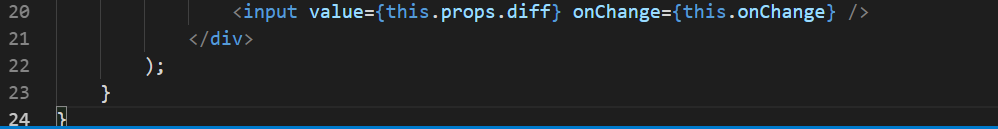 20 <input value={this.props.diff} onChange={this.onChange} />
21 </div>
22 );
23 }
24 }